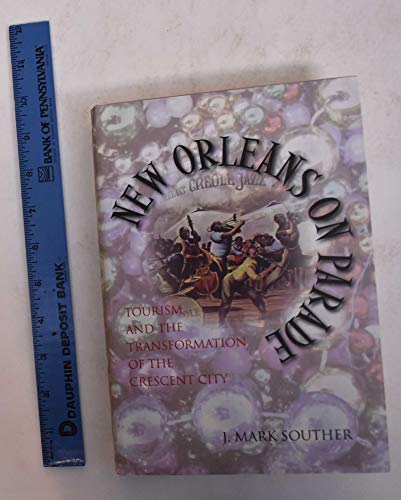 BANK OF PENNSYLVANIA
DAUPHIN DEPOSIT BANK
NEW ORLEANS ON PARADE
CREOLE JAZZ
TOURISM
AND THE
TRANSFORMATION
OF THE
CRESCENT CITY
J. MARK SOUTHER